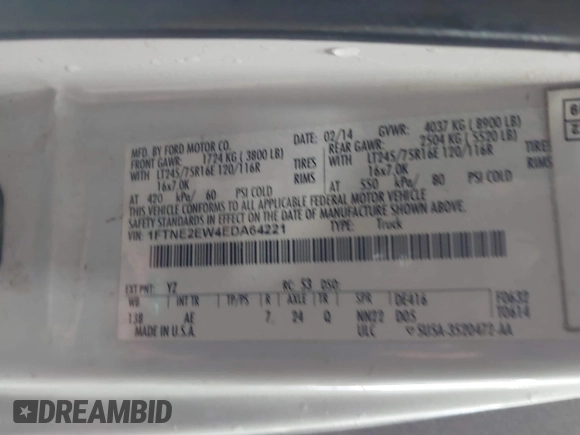 MFD. BY FORD MOTOR CO.
DATE: 02/14 GVWR: 4037 KG (8900 LB)
FRONT GAWR: 1724 KG (3800 LB) REAR GAWR: 2504 KG (5520 LB)
WITH LT245/75R16E 120/116R TIRES WITH LT245/75R16E 120/116R TIRES
16x7.0K RIMS 16x7.0K RIMS
AT 420 kPa/ 60 PSI COLD AT 550 kPa/ 80 PSI COLD
THIS VEHICLE CONFORMS TO ALL APPLICABLE FEDERAL MOTOR VEHICLE
SAFETY STANDARDS IN EFFECT ON THE DATE OF MANUFACTURE SHOWN ABOVE.
VIN: 1FTNE2EW4EDA64221 TYPE: Truck
EXT PNT: YZ RC: 53 DSO:
WB INT TR TP/PS R AXLE TR SPR DE416 F0632
138 AE 7 24 Q NN22 D05 T0614
MADE IN U.S.A. ULC 5U5A-3520472-AA
DREAMBID